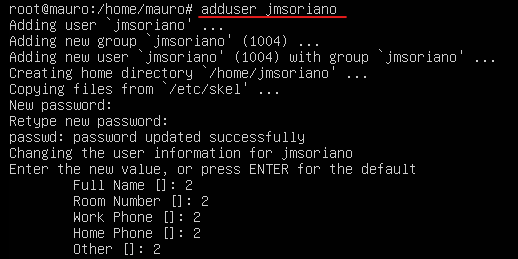 root@mauro:/home/mauro# adduser jmsoriano
Adding user `jmsoriano' ...
Adding new group `jmsoriano' (1004) ...
Adding new user `jmsoriano' (1004) with group `jmsoriano' ...
Creating home directory `/home/jmsoriano' ...
Copying files from `/etc/skel' ...
New password:
Retype new password:
passwd: password updated successfully
Changing the user information for jmsoriano
Enter the new value, or press ENTER for the default
Full Name []: 2
Room Number []: 2
Work Phone []: 2
Home Phone []: 2
Other []: 2